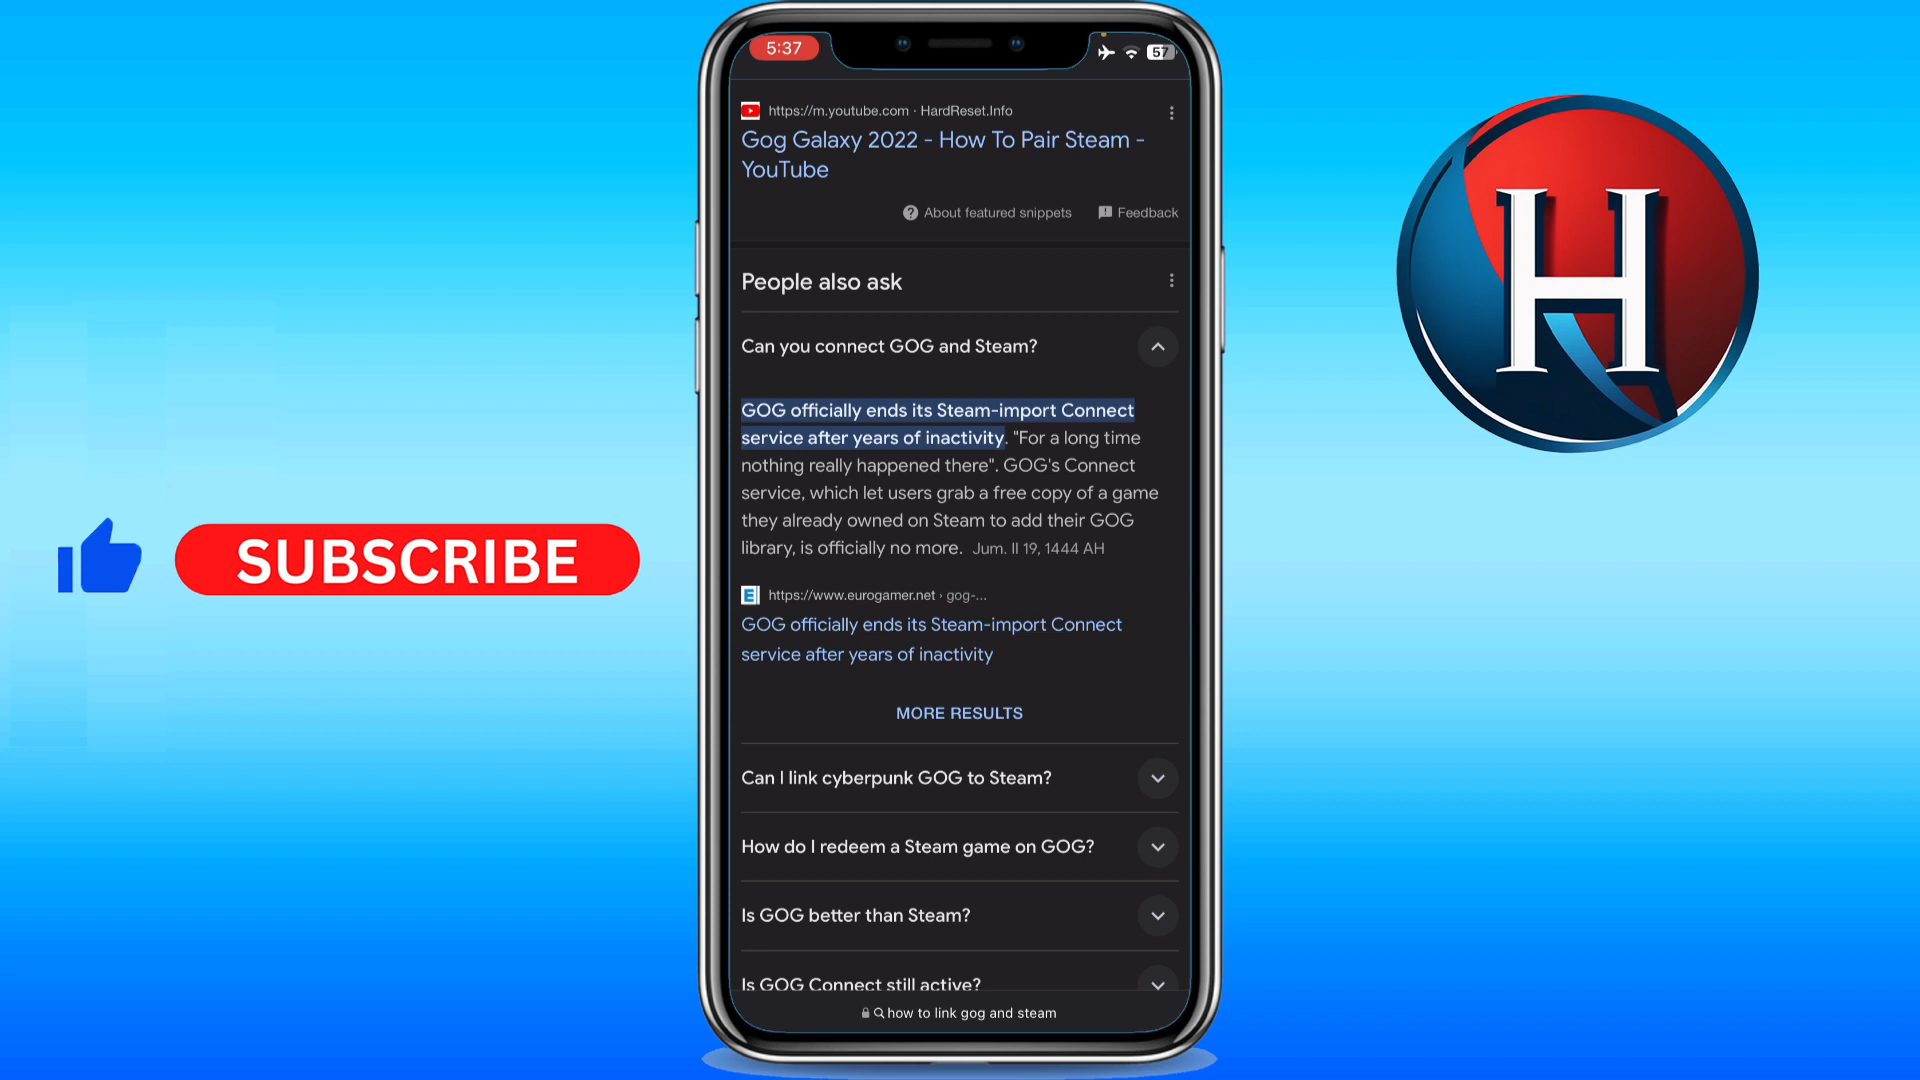 5:37
57
https://m.youtube.com · HardReset.Info
Gog Galaxy 2022 - How To Pair Steam -
YouTube
About featured snippets
Feedback
People also ask
Can you connect GOG and Steam?
GOG officially ends its Steam-import Connect
service after years of inactivity. "For a long time
nothing really happened there". GOG's Connect
service, which let users grab a free copy of a game
they already owned on Steam to add their GOG
library, is officially no more. Jum. II 19, 1444 AH
E
https://www.eurogamer.net › gog-...
GOG officially ends its Steam-import Connect
service after years of inactivity
MORE RESULTS
Can I link cyberpunk GOG to Steam?
How do I redeem a Steam game on GOG?
Is GOG better than Steam?
Is GOG Connect still active?
how to link gog and steam
SUBSCRIBE
H